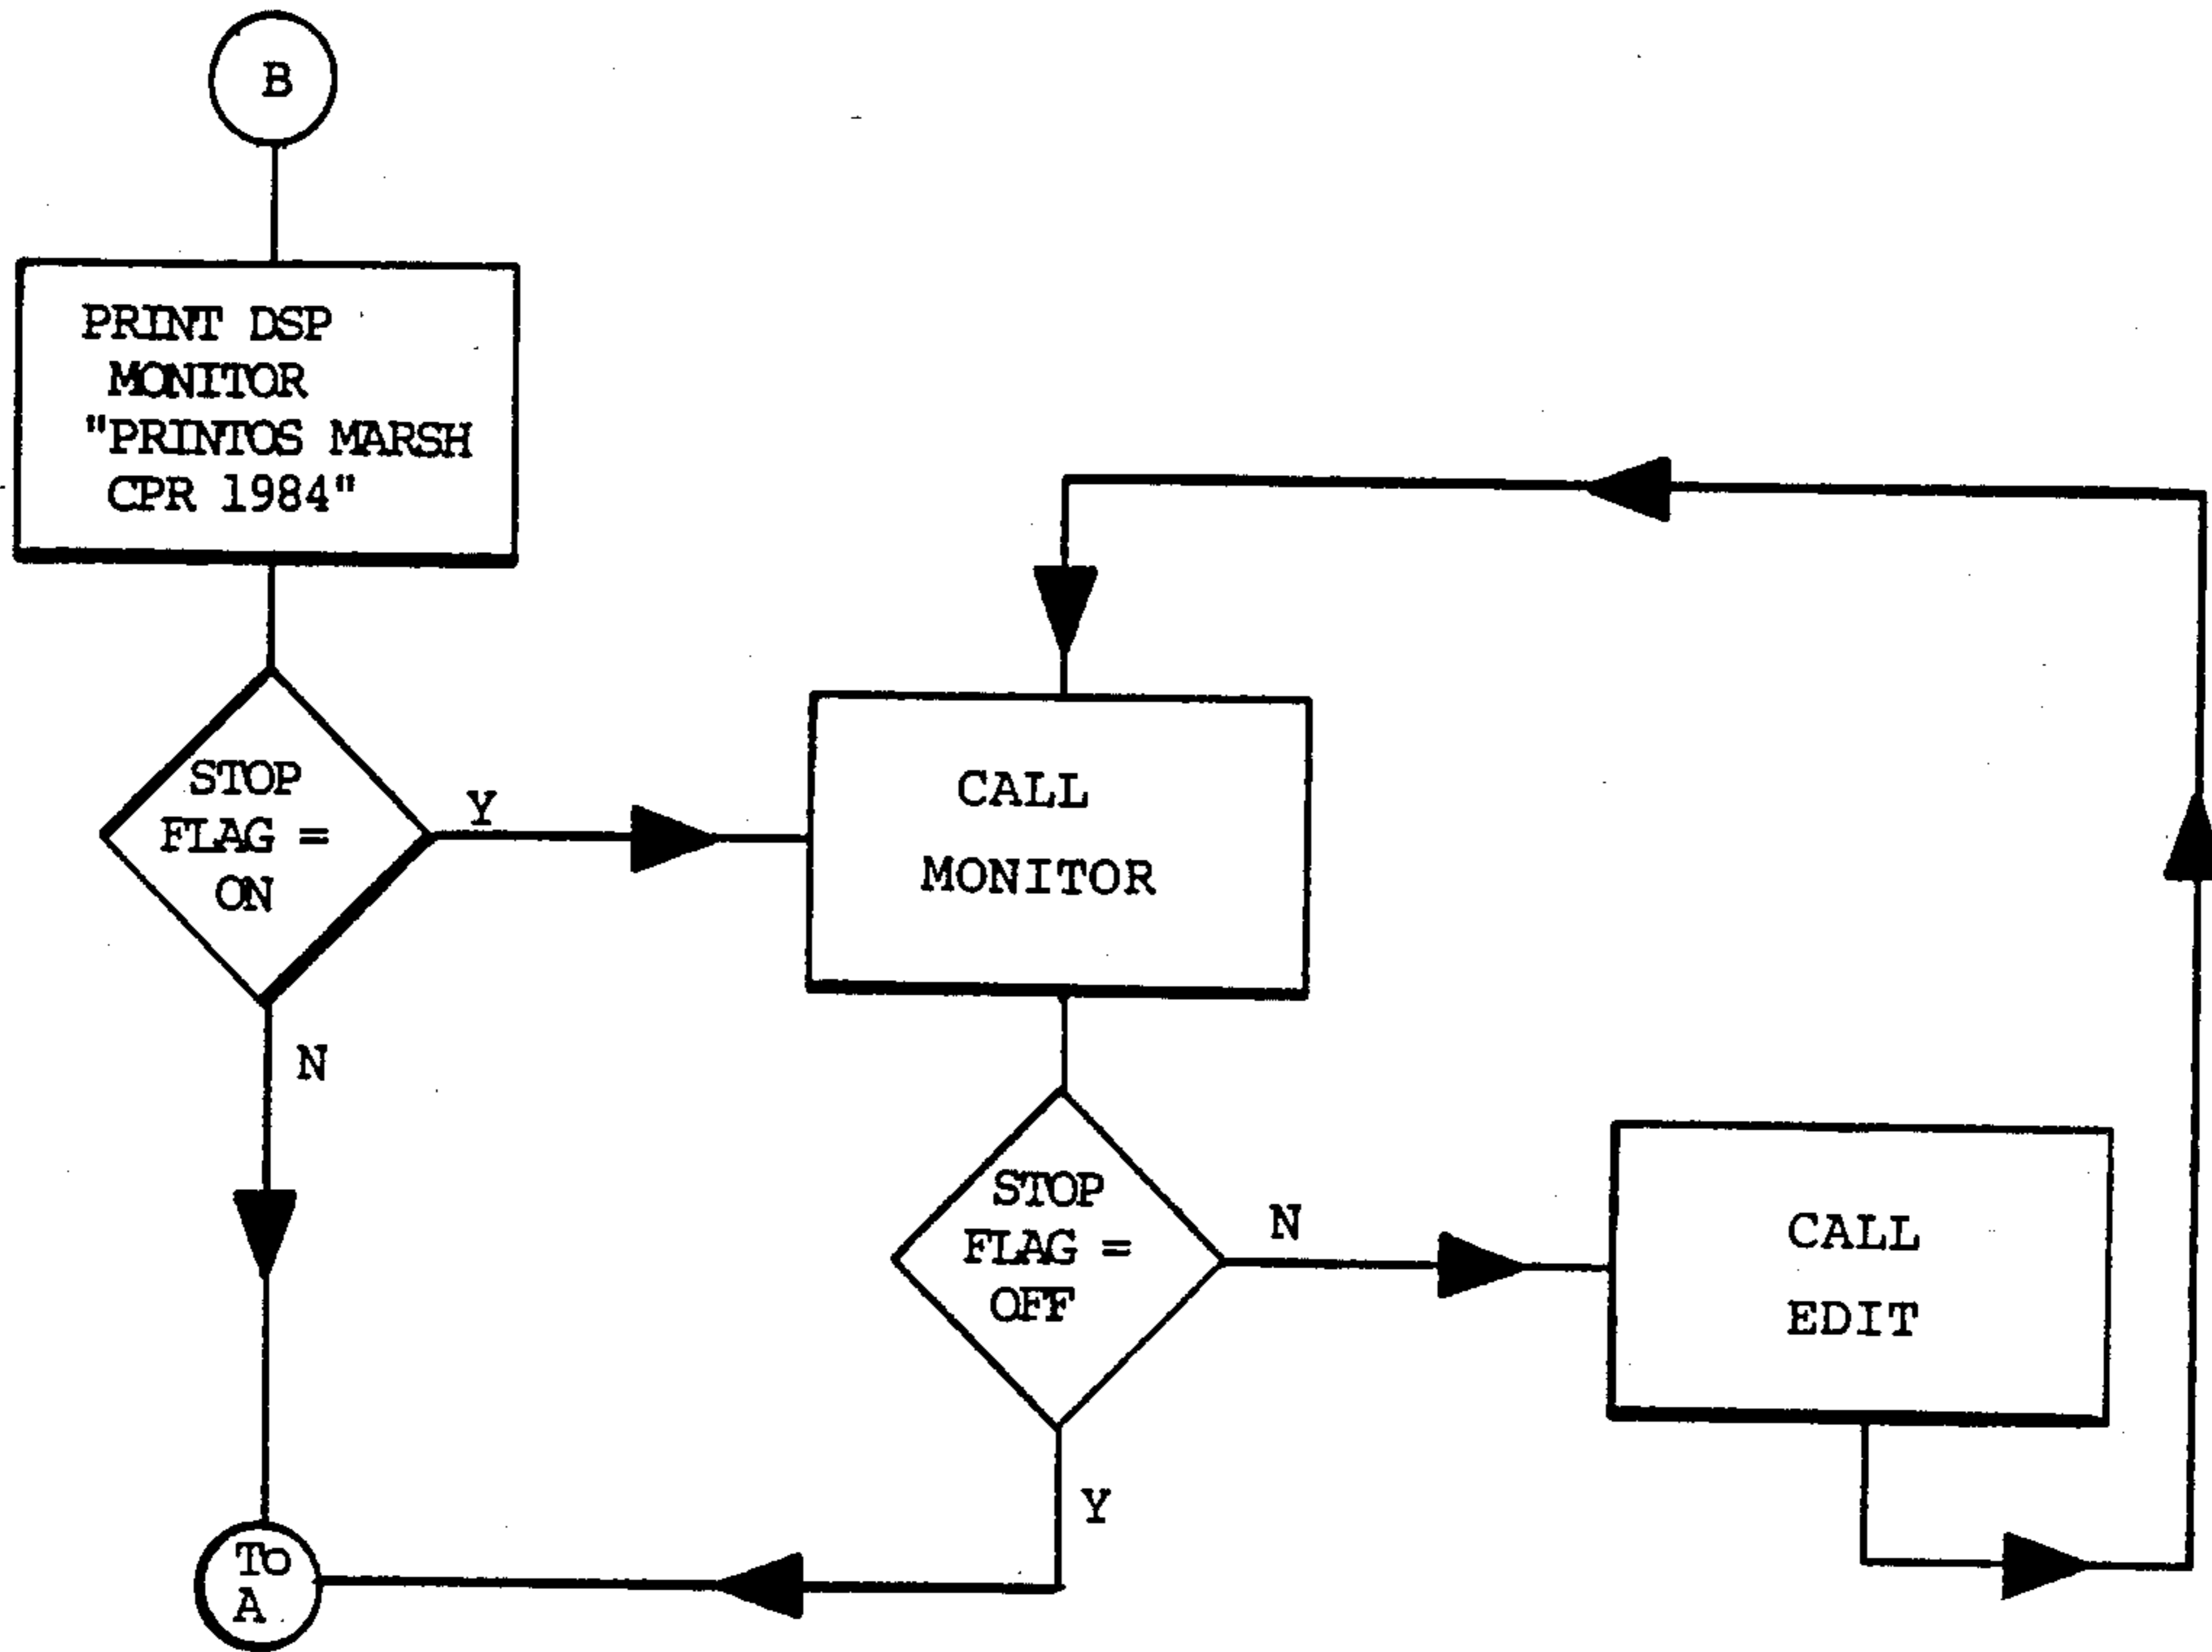 B
PRINT DSP
MONITOR
"PRINTOS MARSH
CPR 1984"
STOP
FLAG =
ON
Y
N
CALL
MONITOR
STOP
FLAG =
OFF
N
Y
CALL
EDIT
TO
A